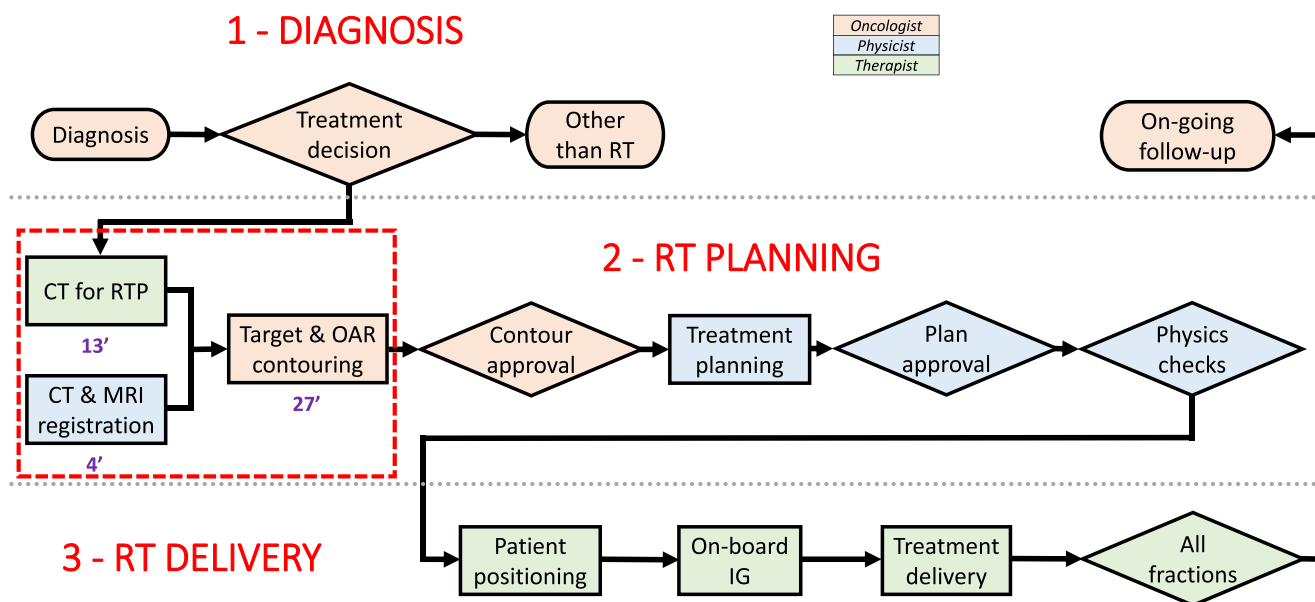 1 - DIAGNOSIS
Oncologist
Physicist
Therapist
Diagnosis
Treatment
decision
Other
than RT
On-going
follow-up
2 - RT PLANNING
CT for RTP
13’
CT & MRI
registration
4’
Target & OAR
contouring
27’
Contour
approval
Treatment
planning
Plan
approval
Physics
checks
3 - RT DELIVERY
Patient
positioning
On-board
IG
Treatment
delivery
All
fractions